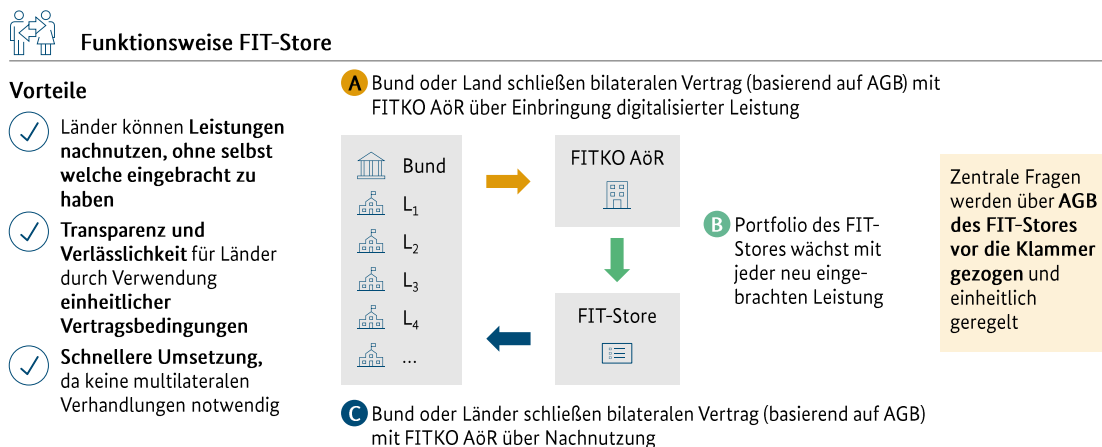 Funktionsweise FIT-Store
Vorteile
Länder können Leistungen
nachnutzen, ohne selbst
welche eingebracht zu
haben
Transparenz und
Verlässlichkeit für Länder
durch Verwendung
einheitlicher
Vertragsbedingungen
Schnellere Umsetzung,
da keine multilateralen
Verhandlungen notwendig
A Bund oder Land schließen bilateralen Vertrag (basierend auf AGB) mit
FITKO AöR über Einbringung digitalisierter Leistung
Bund
L₁
L₂
L₃
L₄
...
FITKO AöR
FIT-Store
B Portfolio des FIT-
Stores wächst mit
jeder neu einge-
brachten Leistung
Zentrale Fragen
werden über AGB
des FIT-Stores
vor die Klammer
gezogen und
einheitlich
geregelt
C Bund oder Länder schließen bilateralen Vertrag (basierend auf AGB)
mit FITKO AöR über Nachnutzung